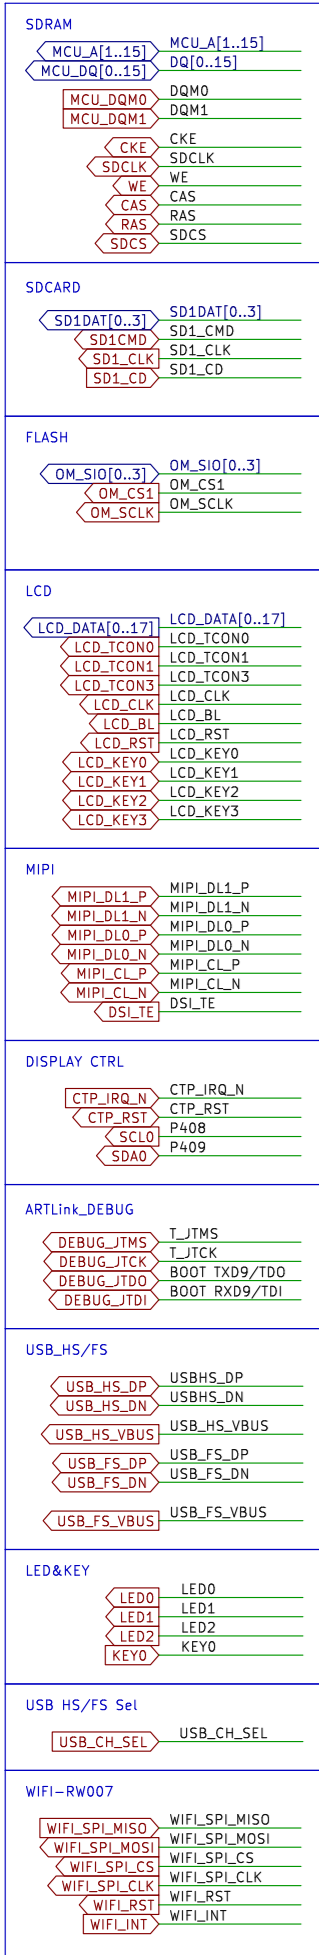 SDRAM
MCU_A[1..15] MCU_A[1..15]
MCU_DQ[0..15] DQ[0..15]
MCU_DQM0 DQM0
MCU_DQM1 DQM1
CKE CKE
SDCLK SDCLK
WE WE
CAS CAS
RAS RAS
SDCS SDCS
SDCARD
SD1DAT[0..3] SD1DAT[0..3]
SD1CMD SD1_CMD
SD1_CLK SD1_CLK
SD1_CD SD1_CD
FLASH
OM_SIO[0..3] OM_SIO[0..3]
OM_CS1 OM_CS1
OM_SCLK OM_SCLK
LCD
LCD_DATA[0..17] LCD_DATA[0..17]
LCD_TCON0 LCD_TCON0
LCD_TCON1 LCD_TCON1
LCD_TCON3 LCD_TCON3
LCD_CLK LCD_CLK
LCD_BL LCD_BL
LCD_RST LCD_RST
LCD_KEY0 LCD_KEY0
LCD_KEY1 LCD_KEY1
LCD_KEY2 LCD_KEY2
LCD_KEY3 LCD_KEY3
MIPI
MIPI_DL1_P MIPI_DL1_P
MIPI_DL1_N MIPI_DL1_N
MIPI_DL0_P MIPI_DL0_P
MIPI_DL0_N MIPI_DL0_N
MIPI_CL_P MIPI_CL_P
MIPI_CL_N MIPI_CL_N
DSI_TE DSI_TE
DISPLAY CTRL
CTP_IRQ_N CTP_IRQ_N
CTP_RST CTP_RST
SCL0 P408
SDA0 P409
ARTLink_DEBUG
DEBUG_JTMS T_JTMS
DEBUG_JTCK T_JTCK
DEBUG_JTDO BOOT TXD9/TDO
DEBUG_JTDI BOOT RXD9/TDI
USB_HS/FS
USB_HS_DP USBHS_DP
USB_HS_DN USBHS_DN
USB_HS_VBUS USB_HS_VBUS
USB_FS_DP USB_FS_DP
USB_FS_DN USB_FS_DN
USB_FS_VBUS USB_FS_VBUS
LED&KEY
LED0 LED0
LED1 LED1
LED2 LED2
KEY0 KEY0
USB HS/FS Sel
USB_CH_SEL USB_CH_SEL
WIFI-RW007
WIFI_SPI_MISO WIFI_SPI_MISO
WIFI_SPI_MOSI WIFI_SPI_MOSI
WIFI_SPI_CS WIFI_SPI_CS
WIFI_SPI_CLK WIFI_SPI_CLK
WIFI_RST WIFI_RST
WIFI_INT WIFI_INT